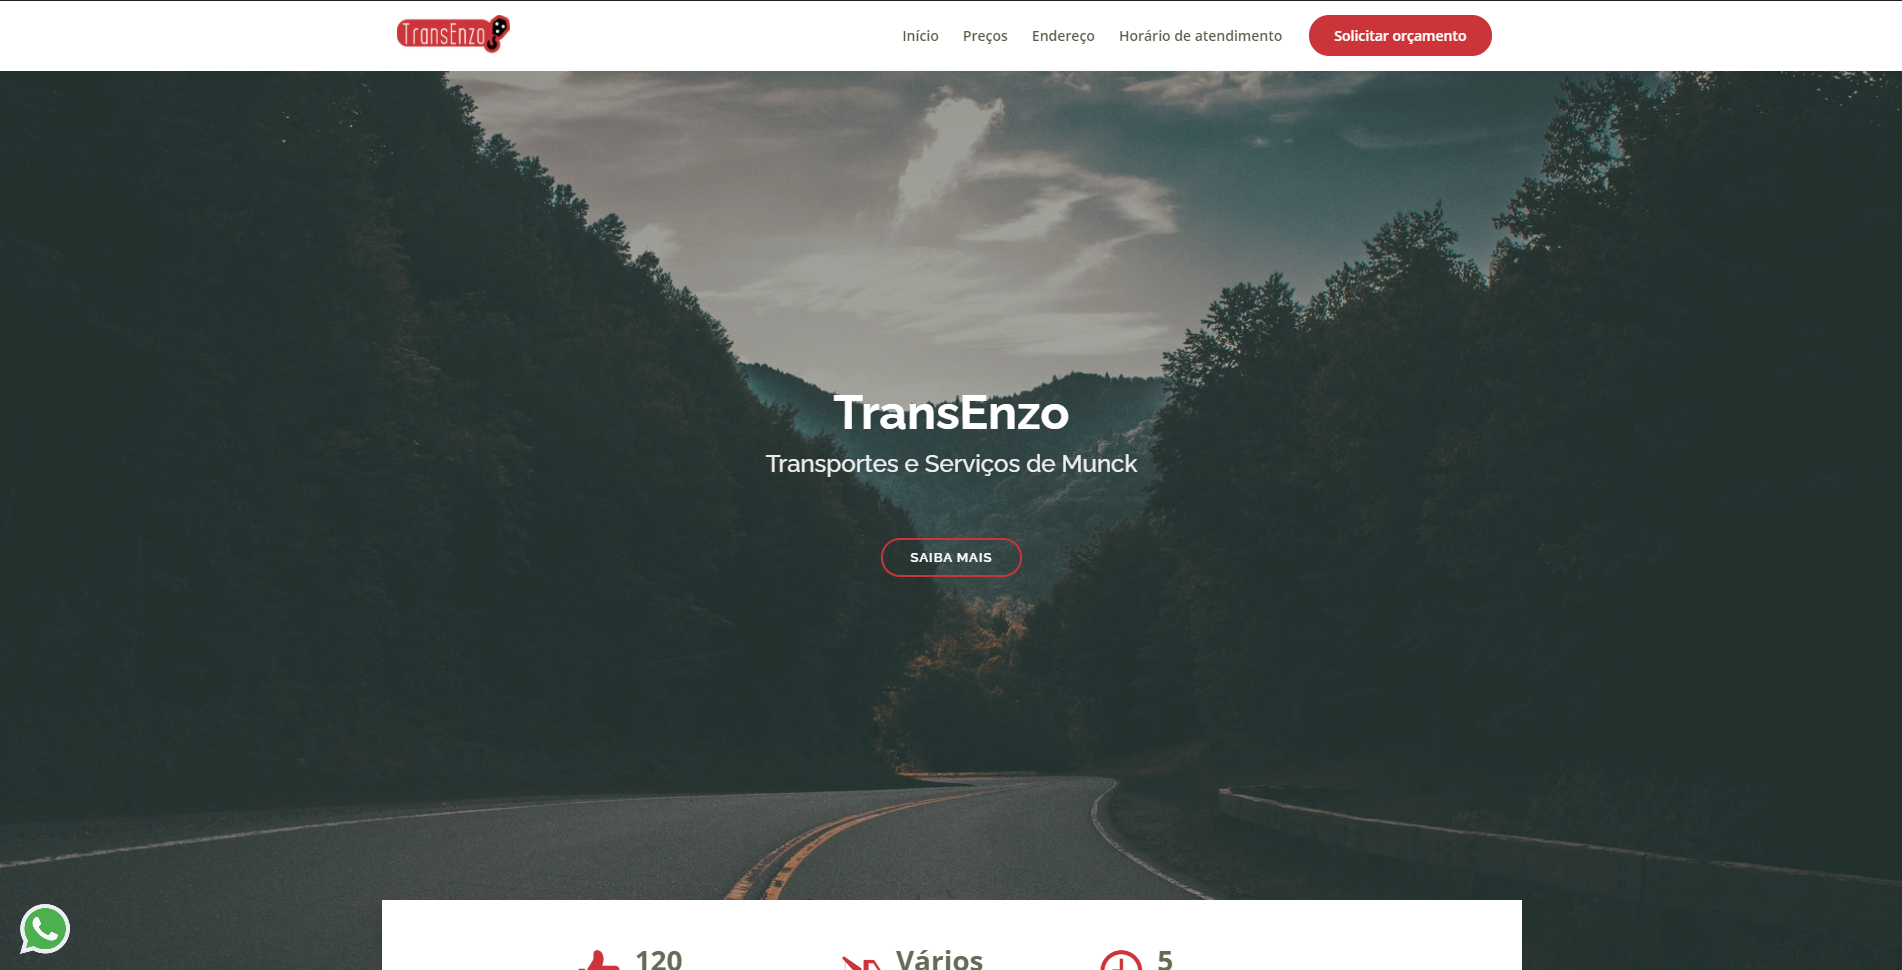 TransEnzo
Início Preços Endereço Horário de atendimento Solicitar orçamento
TransEnzo
Transportes e Serviços de Munck
SAIBA MAIS
120 Vários 5